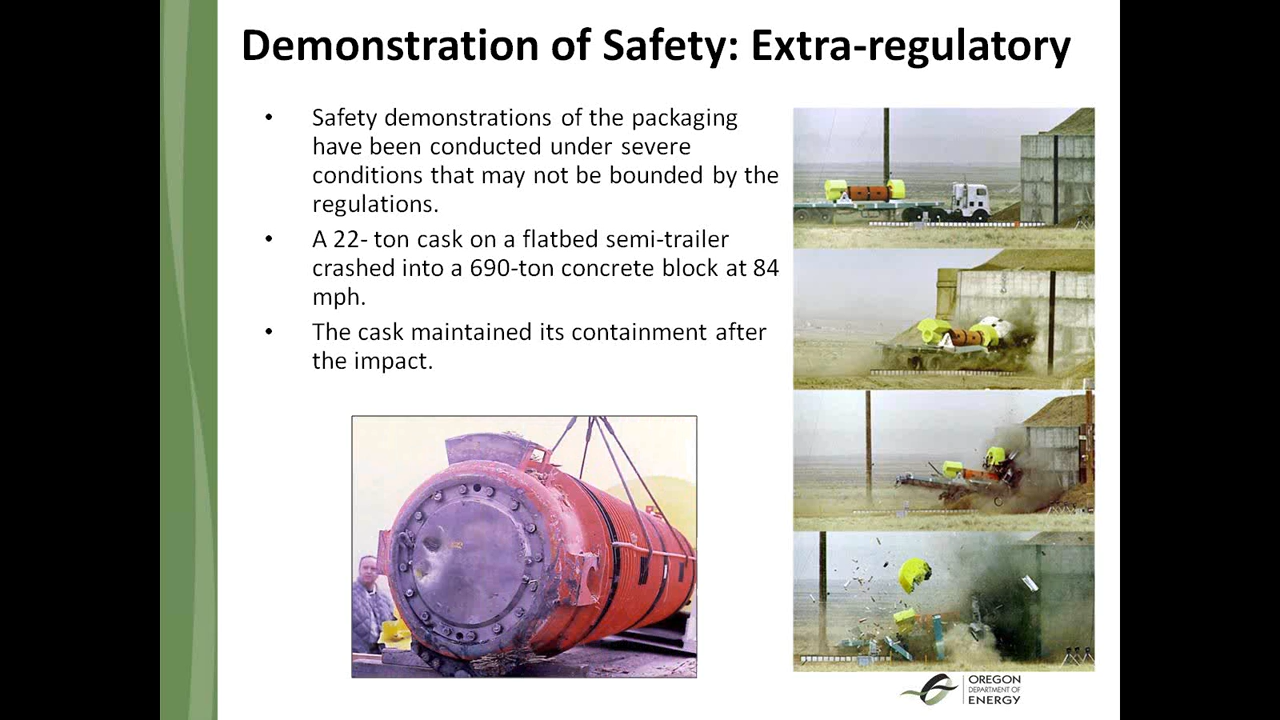 Demonstration of Safety: Extra-regulatory
• Safety demonstrations of the packaging
have been conducted under severe
conditions that may not be bounded by the
regulations.
• A 22- ton cask on a flatbed semi-trailer
crashed into a 690-ton concrete block at 84
mph.
• The cask maintained its containment after
the impact.
OREGON
DEPARTMENT OF
ENERGY